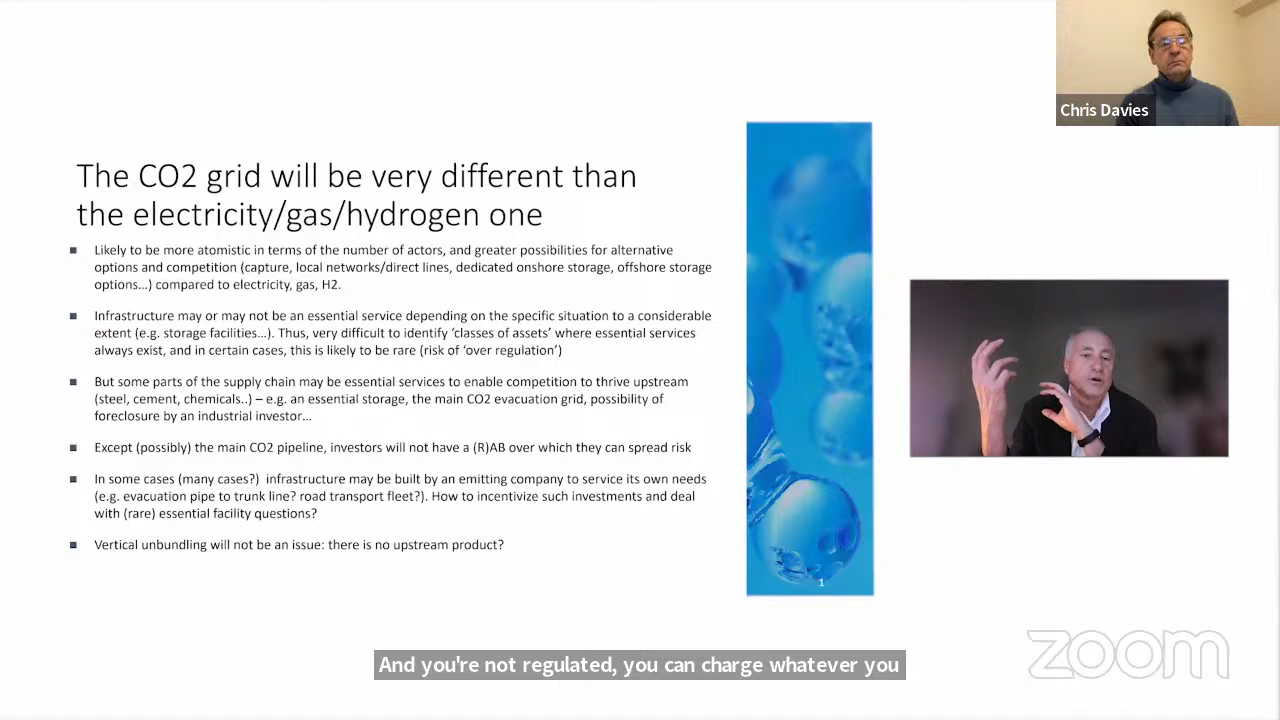 Chris Davies
The CO2 grid will be very different than
the electricity/gas/hydrogen one
Likely to be more atomistic in terms of the number of actors, and greater possibilities for alternative
options and competition (capture, local networks/direct lines, dedicated onshore storage, offshore storage
options...) compared to electricity, gas, H2.
Infrastructure may or may not be an essential service depending on the specific situation to a considerable
extent (e.g. storage facilities...). Thus, very difficult to identify 'classes of assets' where essential services
always exist, and in certain cases, this is likely to be rare (risk of 'over regulation')
But some parts of the supply chain may be essential services to enable competition to thrive upstream
(steel, cement, chemicals..) – e.g. an essential storage, the main CO2 evacuation grid, possibility of
foreclosure by an industrial investor...
Except (possibly) the main CO2 pipeline, investors will not have a (R)AB over which they can spread risk
In some cases (many cases?) infrastructure may be built by an emitting company to service its own needs
(e.g. evacuation pipe to trunk line? road transport fleet?). How to incentivize such investments and deal
with (rare) essential facility questions?
Vertical unbundling will not be an issue: there is no upstream product?
1
And you're not regulated, you can charge whatever you
zoom